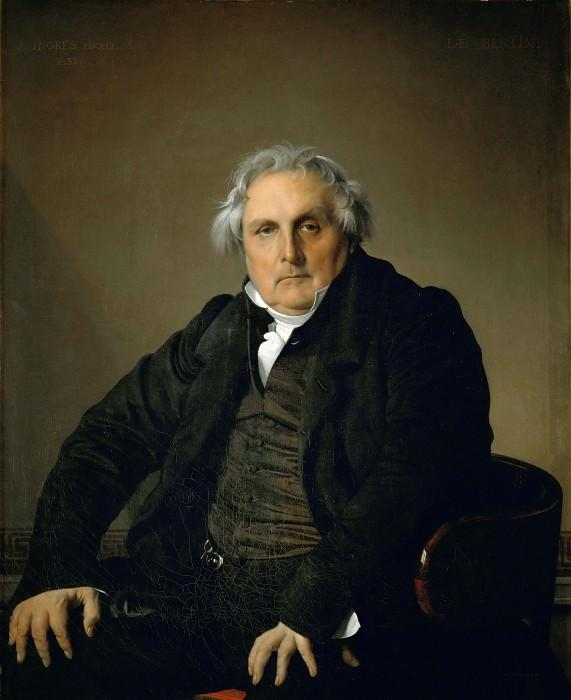 J. INGRES PINXIT
1832
L.F. BERTIN.